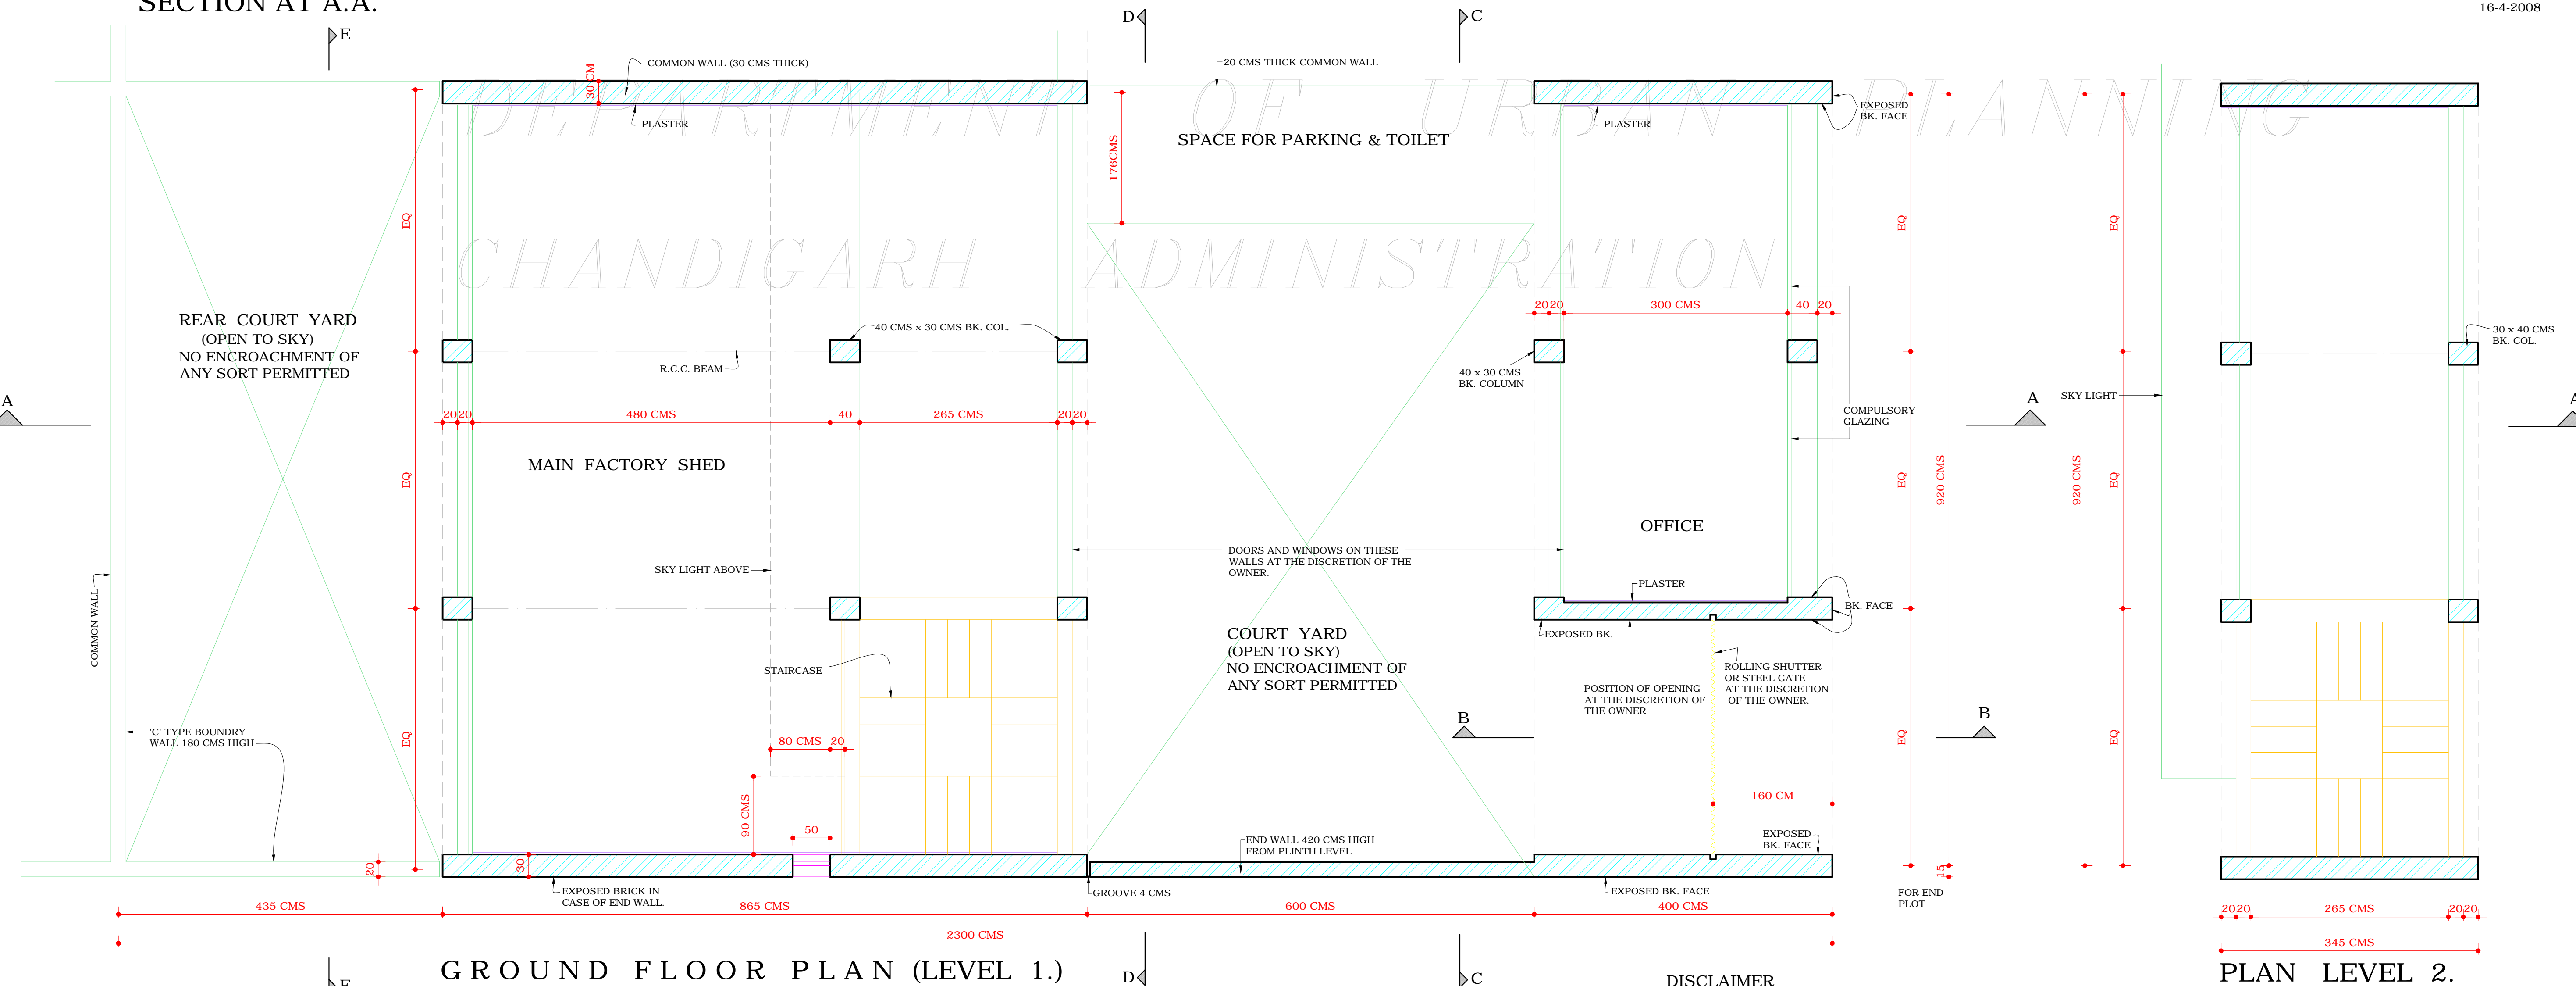 SECTION AT A.A.
16-4-2008
E
D
C
COMMON WALL (30 CMS THICK)
30 CM
PLASTER
20 CMS THICK COMMON WALL
DEPARTMENT OF URBAN PLANNING
CHANDIGARH ADMINISTRATION
SPACE FOR PARKING & TOILET
176CMS
PLASTER
EXPOSED
BK. FACE
EQ
EQ
EQ
REAR COURT YARD
(OPEN TO SKY)
NO ENCROACHMENT OF
ANY SORT PERMITTED
40 CMS x 30 CMS BK. COL.
R.C.C. BEAM
20 20 300 CMS 40 20
40 x 30 CMS
BK. COLUMN
30 x 40 CMS
BK. COL.
SKY LIGHT
A
A
A
20 20 480 CMS 40 265 CMS 20 20
COMPULSORY
GLAZING
MAIN FACTORY SHED
EQ
EQ
EQ
920 CMS
920 CMS
OFFICE
DOORS AND WINDOWS ON THESE
WALLS AT THE DISCRETION OF THE
OWNER.
SKY LIGHT ABOVE
PLASTER
BK. FACE
COMMON WALL
EXPOSED BK.
COURT YARD
(OPEN TO SKY)
NO ENCROACHMENT OF
ANY SORT PERMITTED
STAIRCASE
ROLLING SHUTTER
OR STEEL GATE
AT THE DISCRETION
OF THE OWNER.
POSITION OF OPENING
AT THE DISCRETION OF
THE OWNER
B
B
'C' TYPE BOUNDRY
WALL 180 CMS HIGH
EQ
EQ
EQ
80 CMS 20
90 CMS
160 CM
50
END WALL 420 CMS HIGH
FROM PLINTH LEVEL
EXPOSED
BK. FACE
20
30
15
EXPOSED BRICK IN
CASE OF END WALL.
GROOVE 4 CMS
EXPOSED BK. FACE
FOR END
PLOT
435 CMS 865 CMS 600 CMS 400 CMS
20 20 265 CMS 20 20
2300 CMS
345 CMS
GROUND FLOOR PLAN (LEVEL 1.)
PLAN LEVEL 2.
E
D
C
DISCLAIMER